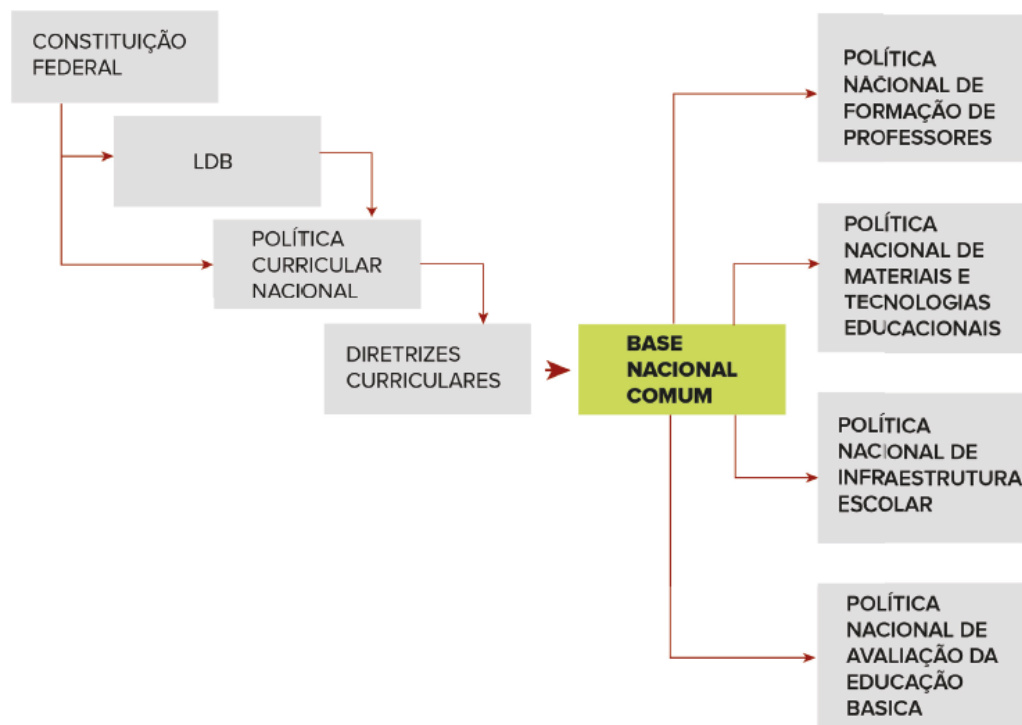 CONSTITUIÇÃO
FEDERAL
LDB
POLÍTICA
CURRICULAR
NACIONAL
DIRETRIZES
CURRICULARES
BASE
NACIONAL
COMUM
POLÍTICA
NACIONAL DE
FORMAÇÃO DE
PROFESSORES
POLÍTICA
NACIONAL DE
MATERIAIS E
TECNOLOGIAS
EDUCACIONAIS
POLÍTICA
NACIONAL DE
INFRAESTRUTURA
ESCOLAR
POLÍTICA
NACIONAL DE
AVALIAÇÃO DA
EDUCAÇÃO
BASICA